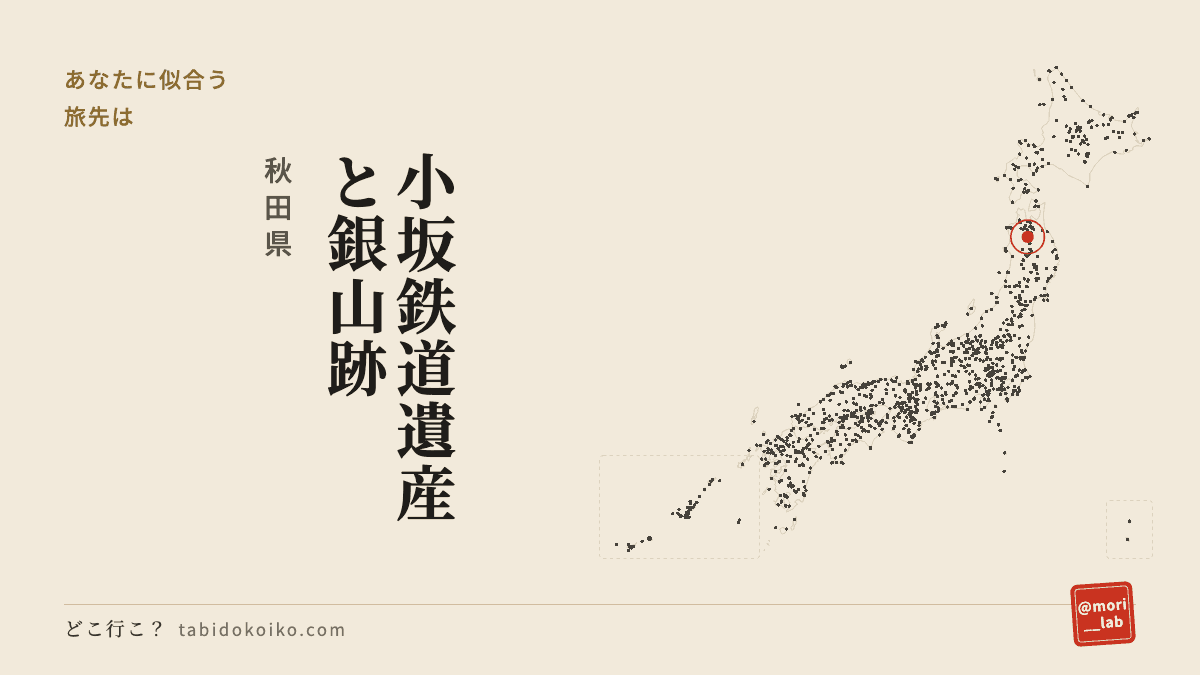 あなたに似合う
旅先は
小坂鉄道遺産
と銀山跡
秋田県
どこ行こ？ tabidokoiko.com
@mori
__lab